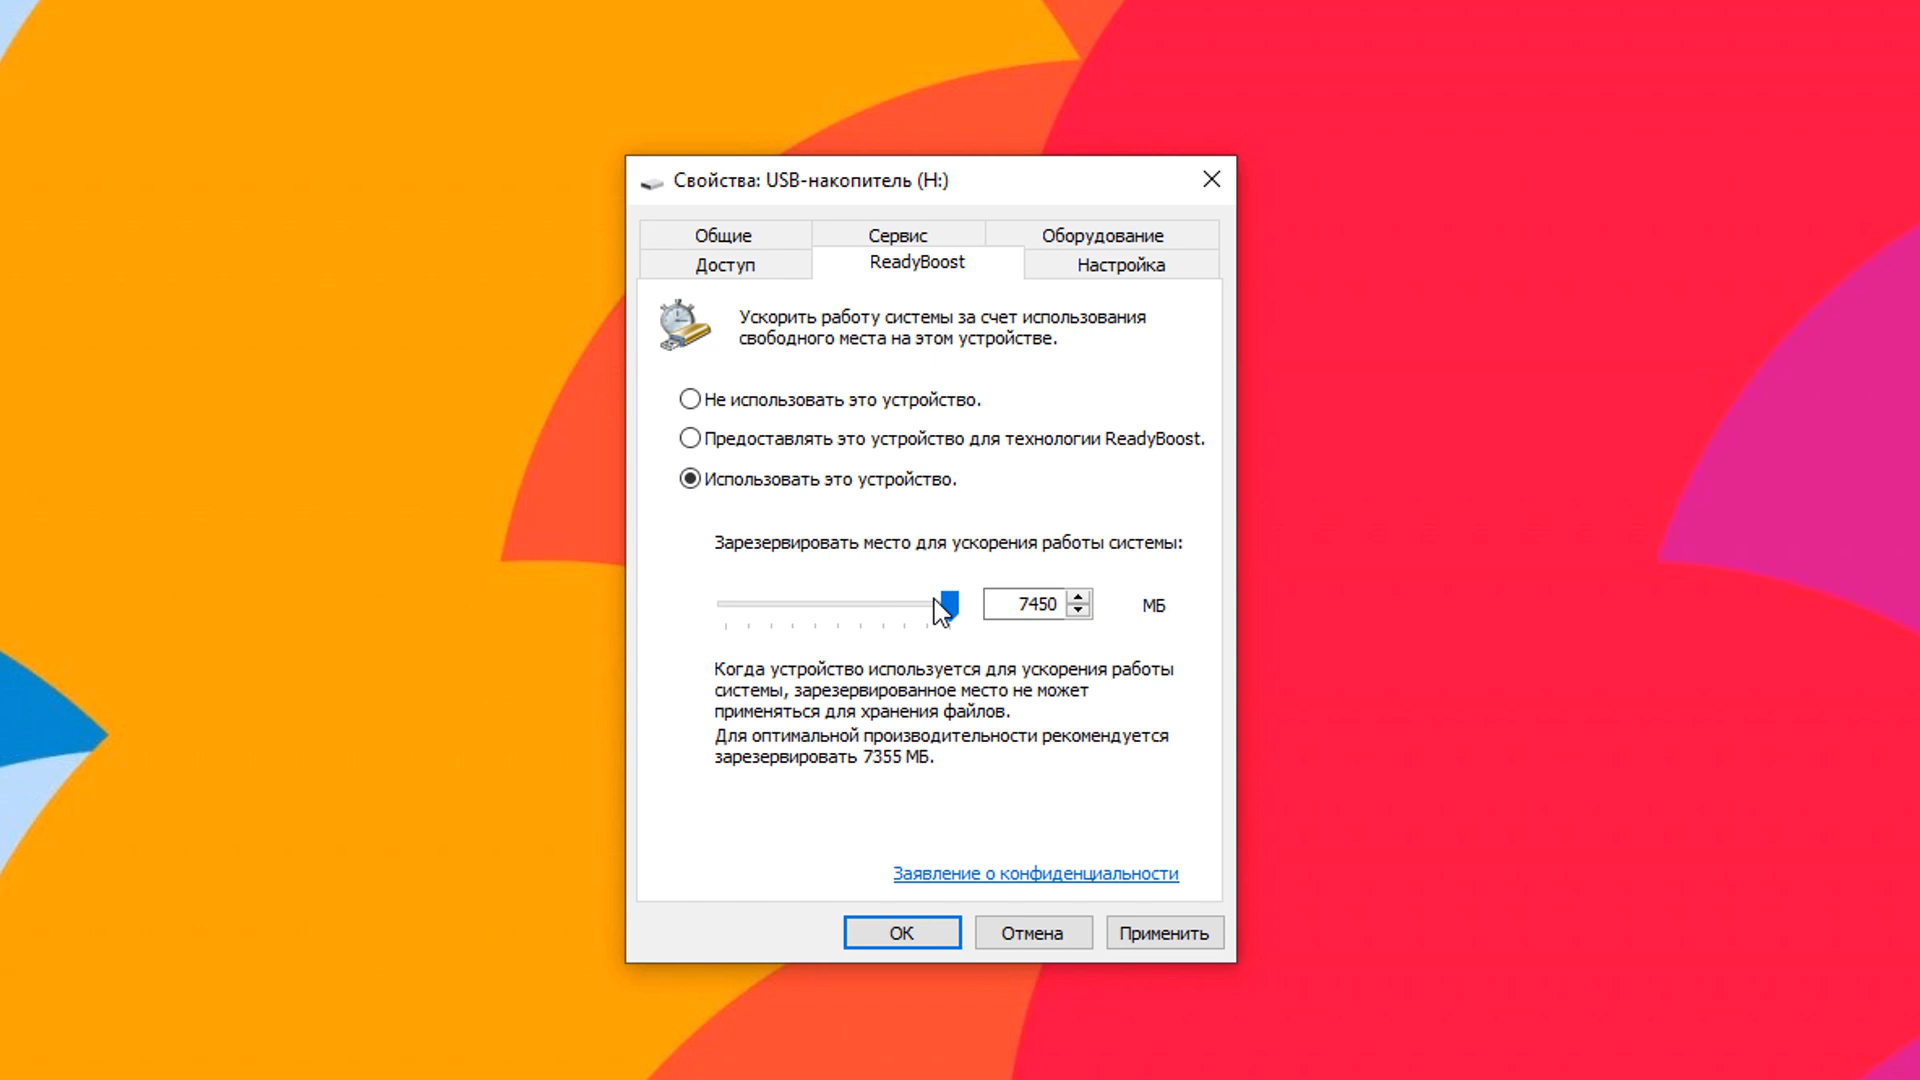 Свойства: USB-накопитель (H:)
Общие
Сервис
Оборудование
Доступ
ReadyBoost
Настройка
Ускорить работу системы за счет использования
свободного места на этом устройстве.
Не использовать это устройство.
Предоставлять это устройство для технологии ReadyBoost.
Использовать это устройство.
Зарезервировать место для ускорения работы системы:
7450
МБ
Когда устройство используется для ускорения работы
системы, зарезервированное место не может
применяться для хранения файлов.
Для оптимальной производительности рекомендуется
зарезервировать 7355 МБ.
Заявление о конфиденциальности
ОК
Отмена
Применить